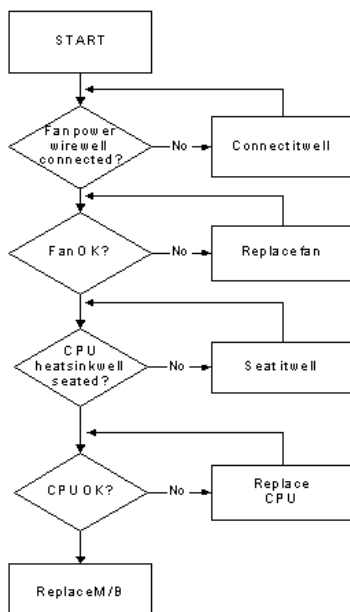 START
Fan power
wire well
connected?
No
Connect it well
Fan OK?
No
Replace fan
CPU
heatsink well
seated?
No
Seat it well
CPU OK?
No
Replace
CPU
Replace M/B